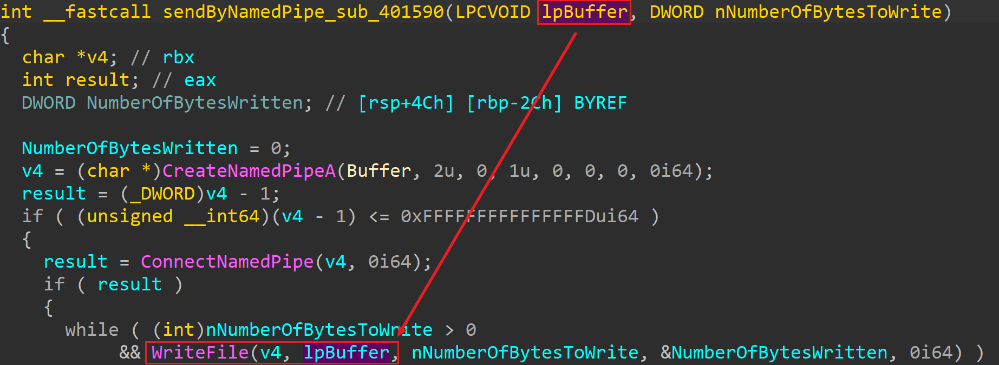 int __fastcall sendByNamedPipe_sub_401590(LPCVOID lpBuffer, DWORD nNumberOfBytesToWrite)
{
  char *v4; // rbx
  int result; // eax
  DWORD NumberOfBytesWritten; // [rsp+4Ch] [rbp-2Ch] BYREF

  NumberOfBytesWritten = 0;
  v4 = (char *)CreateNamedPipeA(Buffer, 2u, 0, 1u, 0, 0, 0, 0i64);
  result = (_DWORD)v4 - 1;
  if ( (unsigned __int64)(v4 - 1) <= 0xFFFFFFFFFFFFFFFDui64 )
  {
    result = ConnectNamedPipe(v4, 0i64);
    if ( result )
    {
      while ( (int)nNumberOfBytesToWrite > 0
           && WriteFile(v4, lpBuffer, nNumberOfBytesToWrite, &NumberOfBytesWritten, 0i64) )